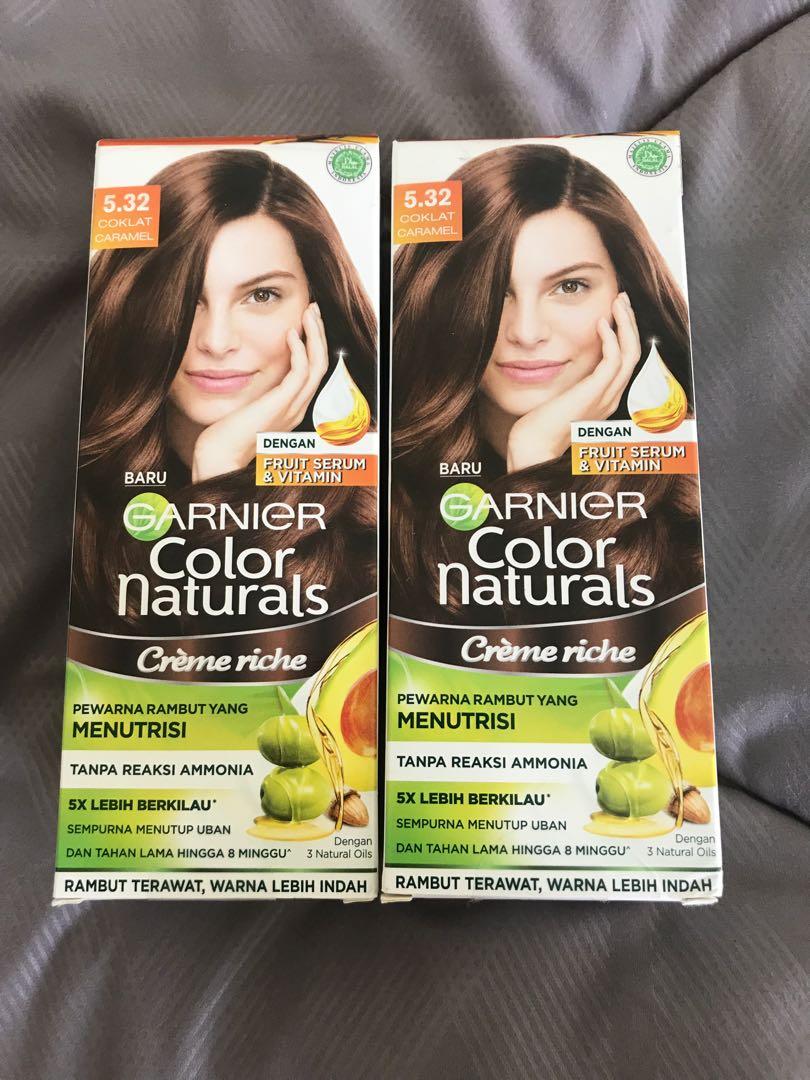 5.32
COKLAT
CARAMEL
HALAL
DENGAN
FRUIT SERUM
& VITAMIN
BARU
GARNIER
Color
Naturals
Crème riche
PEWARNA RAMBUT YANG
MENUTRISI
TANPA REAKSI AMMONIA
5X LEBIH BERKILAU*
SEMPURNA MENUTUP UBAN
DAN TAHAN LAMA HINGGA 8 MINGGU^
Dengan
3 Natural Oils
RAMBUT TERAWAT, WARNA LEBIH INDAH
5.32
COKLAT
CARAMEL
HALAL
DENGAN
FRUIT SERUM
& VITAMIN
BARU
GARNIER
Color
Naturals
Crème riche
PEWARNA RAMBUT YANG
MENUTRISI
TANPA REAKSI AMMONIA
5X LEBIH BERKILAU*
SEMPURNA MENUTUP UBAN
DAN TAHAN LAMA HINGGA 8 MINGGU^
Dengan
3 Natural Oils
RAMBUT TERAWAT, WARNA LEBIH INDAH